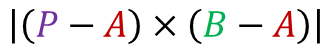 |(P − A) × (B − A)|